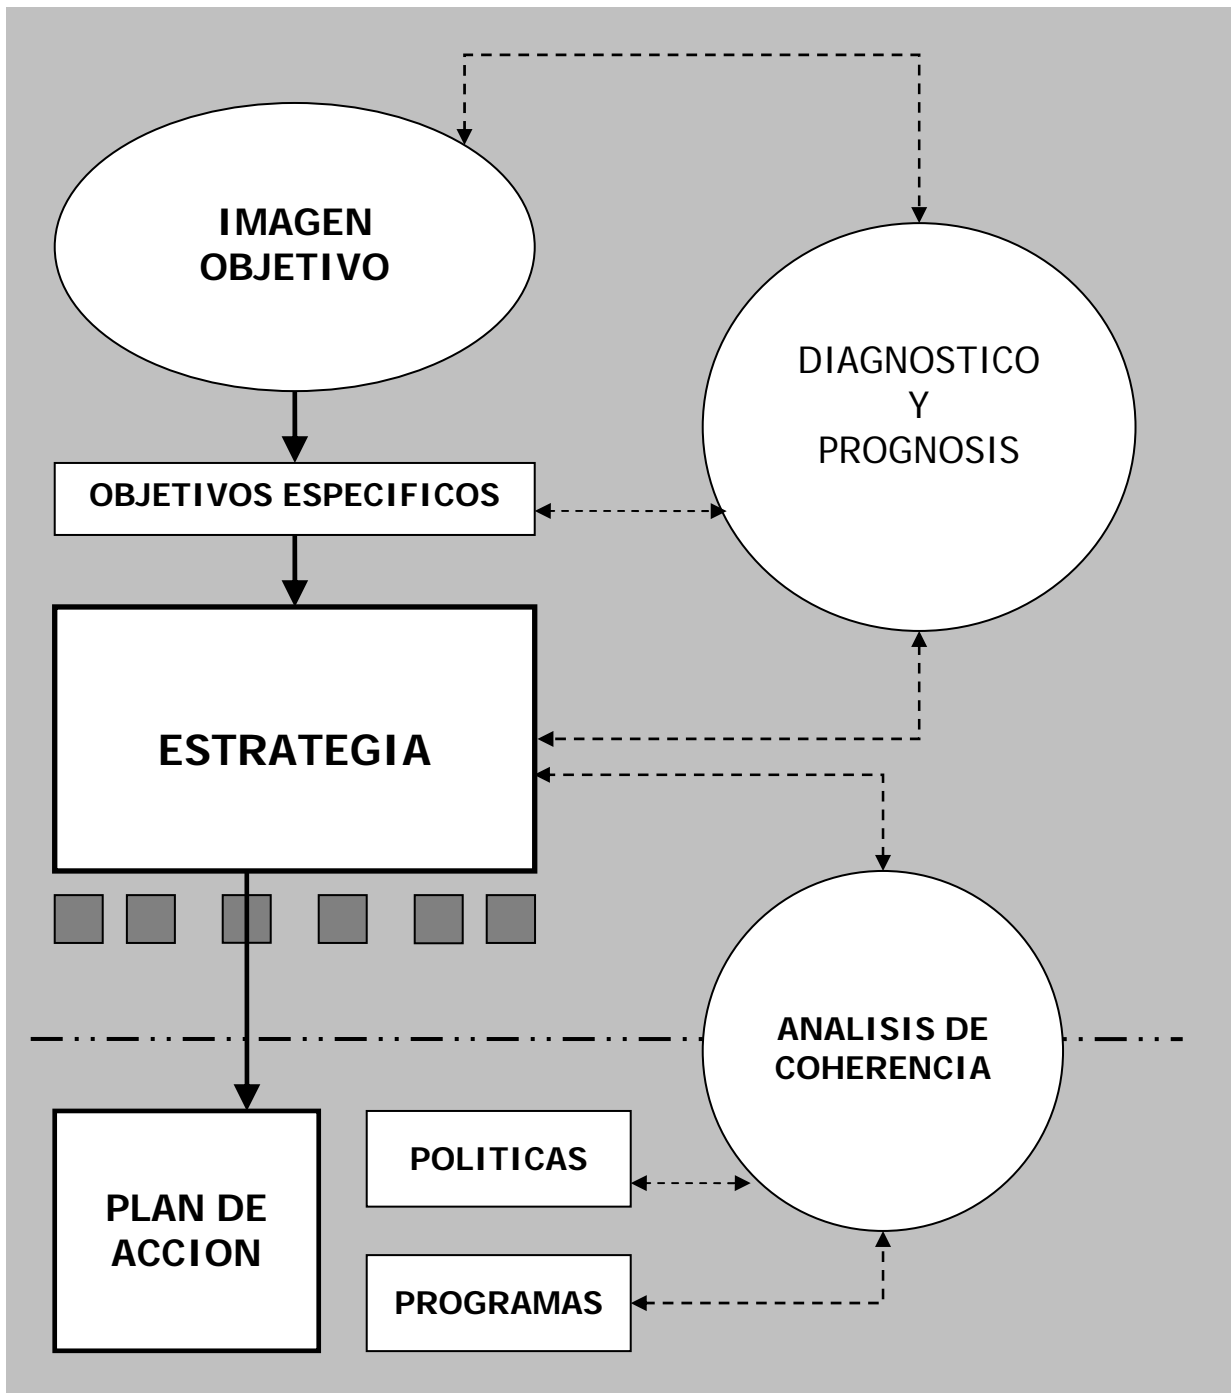 IMAGEN
OBJETIVO
DIAGNOSTICO
Y
PROGNOSIS
OBJETIVOS ESPECIFICOS
ESTRATEGIA
ANALISIS DE
COHERENCIA
POLITICAS
PLAN DE
ACCION
PROGRAMAS